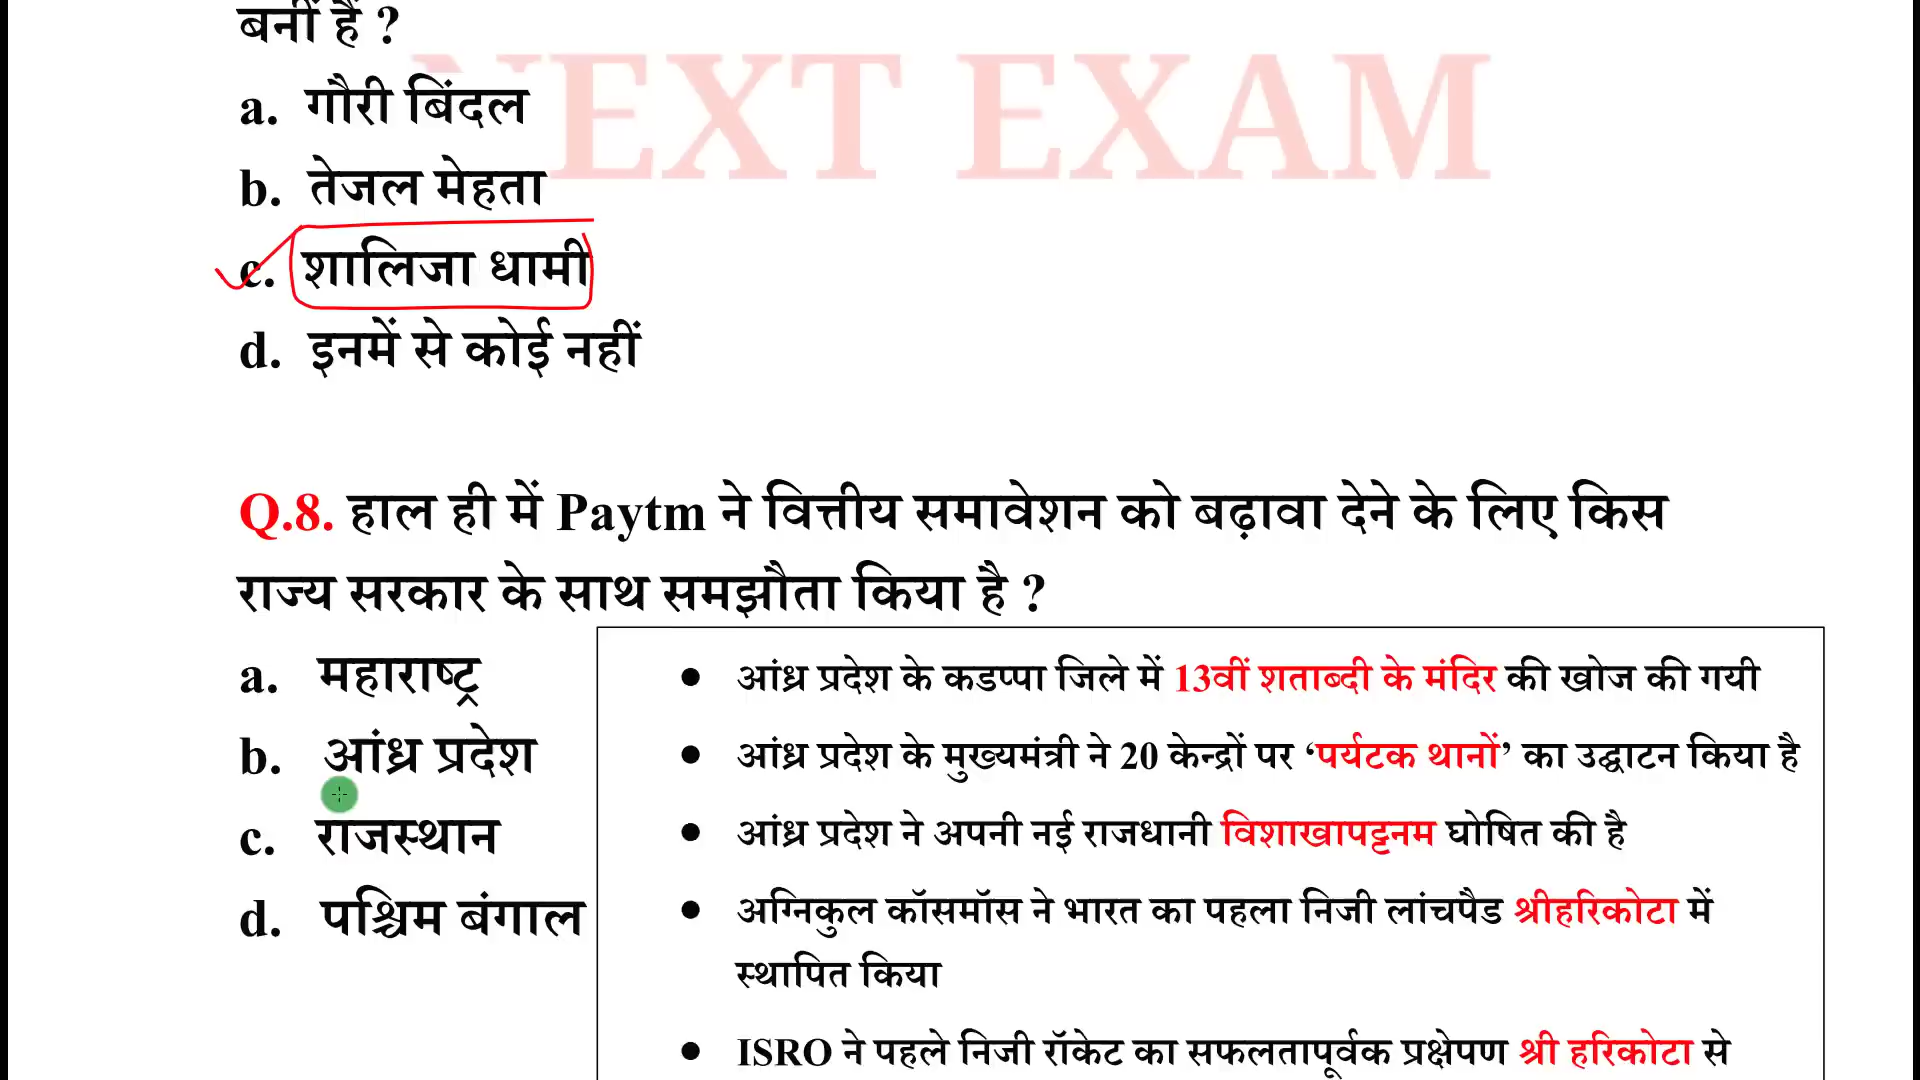 बनीं हैं ?
NEXT EXAM
a. गौरी बिंदल
b. तेजल मेहता
c. शालिजा धामी
d. इनमें से कोई नहीं
Q.8. हाल ही में Paytm ने वित्तीय समावेशन को बढ़ावा देने के लिए किस
राज्य सरकार के साथ समझौता किया है ?
a. महाराष्ट्र
b. आंध्र प्रदेश
c. राजस्थान
d. पश्चिम बंगाल
• आंध्र प्रदेश के कडप्पा जिले में 13वीं शताब्दी के मंदिर की खोज की गयी
• आंध्र प्रदेश के मुख्यमंत्री ने 20 केन्द्रों पर ‘पर्यटक थानों’ का उद्घाटन किया है
• आंध्र प्रदेश ने अपनी नई राजधानी विशाखापट्टनम घोषित की है
• अग्निकुल कॉसमॉस ने भारत का पहला निजी लांचपैड श्रीहरिकोटा में
स्थापित किया
• ISRO ने पहले निजी रॉकेट का सफलतापूर्वक प्रक्षेपण श्री हरिकोटा से